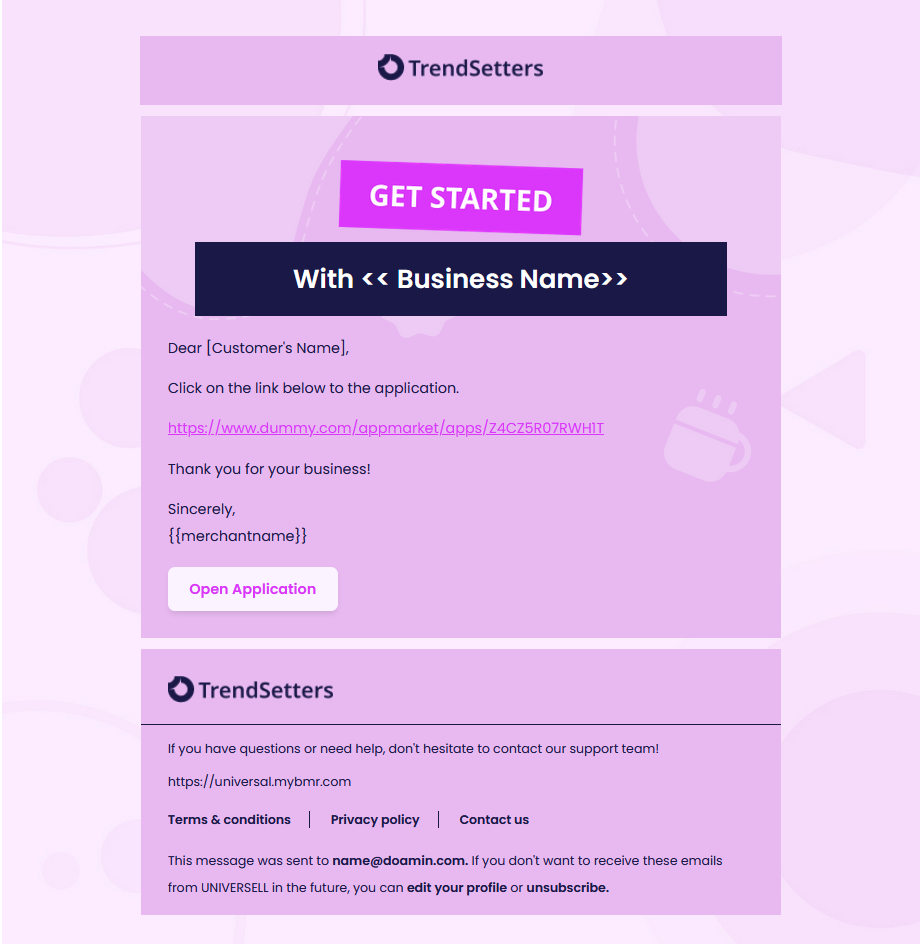 TrendSetters
GET STARTED
With << Business Name>>
Dear [Customer's Name],
Click on the link below to the application.
https://www.dummy.com/appmarket/apps/Z4CZ5R07RWH1T
Thank you for your business!
Sincerely,
{{merchantname}}
Open Application
TrendSetters
If you have questions or need help, don't hesitate to contact our support team!
https://universal.mybmr.com
Terms & conditions | Privacy policy | Contact us
This message was sent to name@doamin.com. If you don't want to receive these emails
from UNIVERSELL in the future, you can edit your profile or unsubscribe.